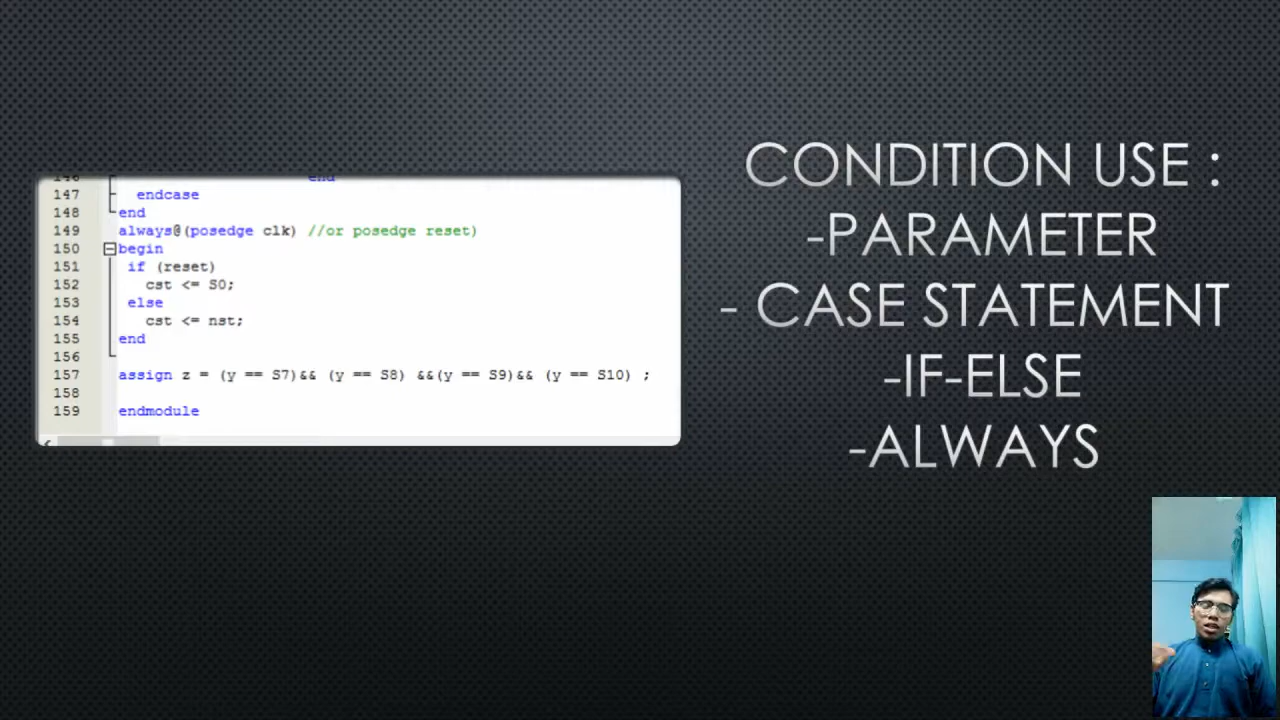 146 end
147 endcase
148 end
149 always@(posedge clk) //or posedge reset)
150 begin
151 if (reset)
152 cst <= S0;
153 else
154 cst <= nst;
155 end
156
157 assign z = (y == S7)&& (y == S8) &&(y == S9)&& (y == S10) ;
158
159 endmodule
CONDITION USE :
-PARAMETER
- CASE STATEMENT
-IF-ELSE
-ALWAYS